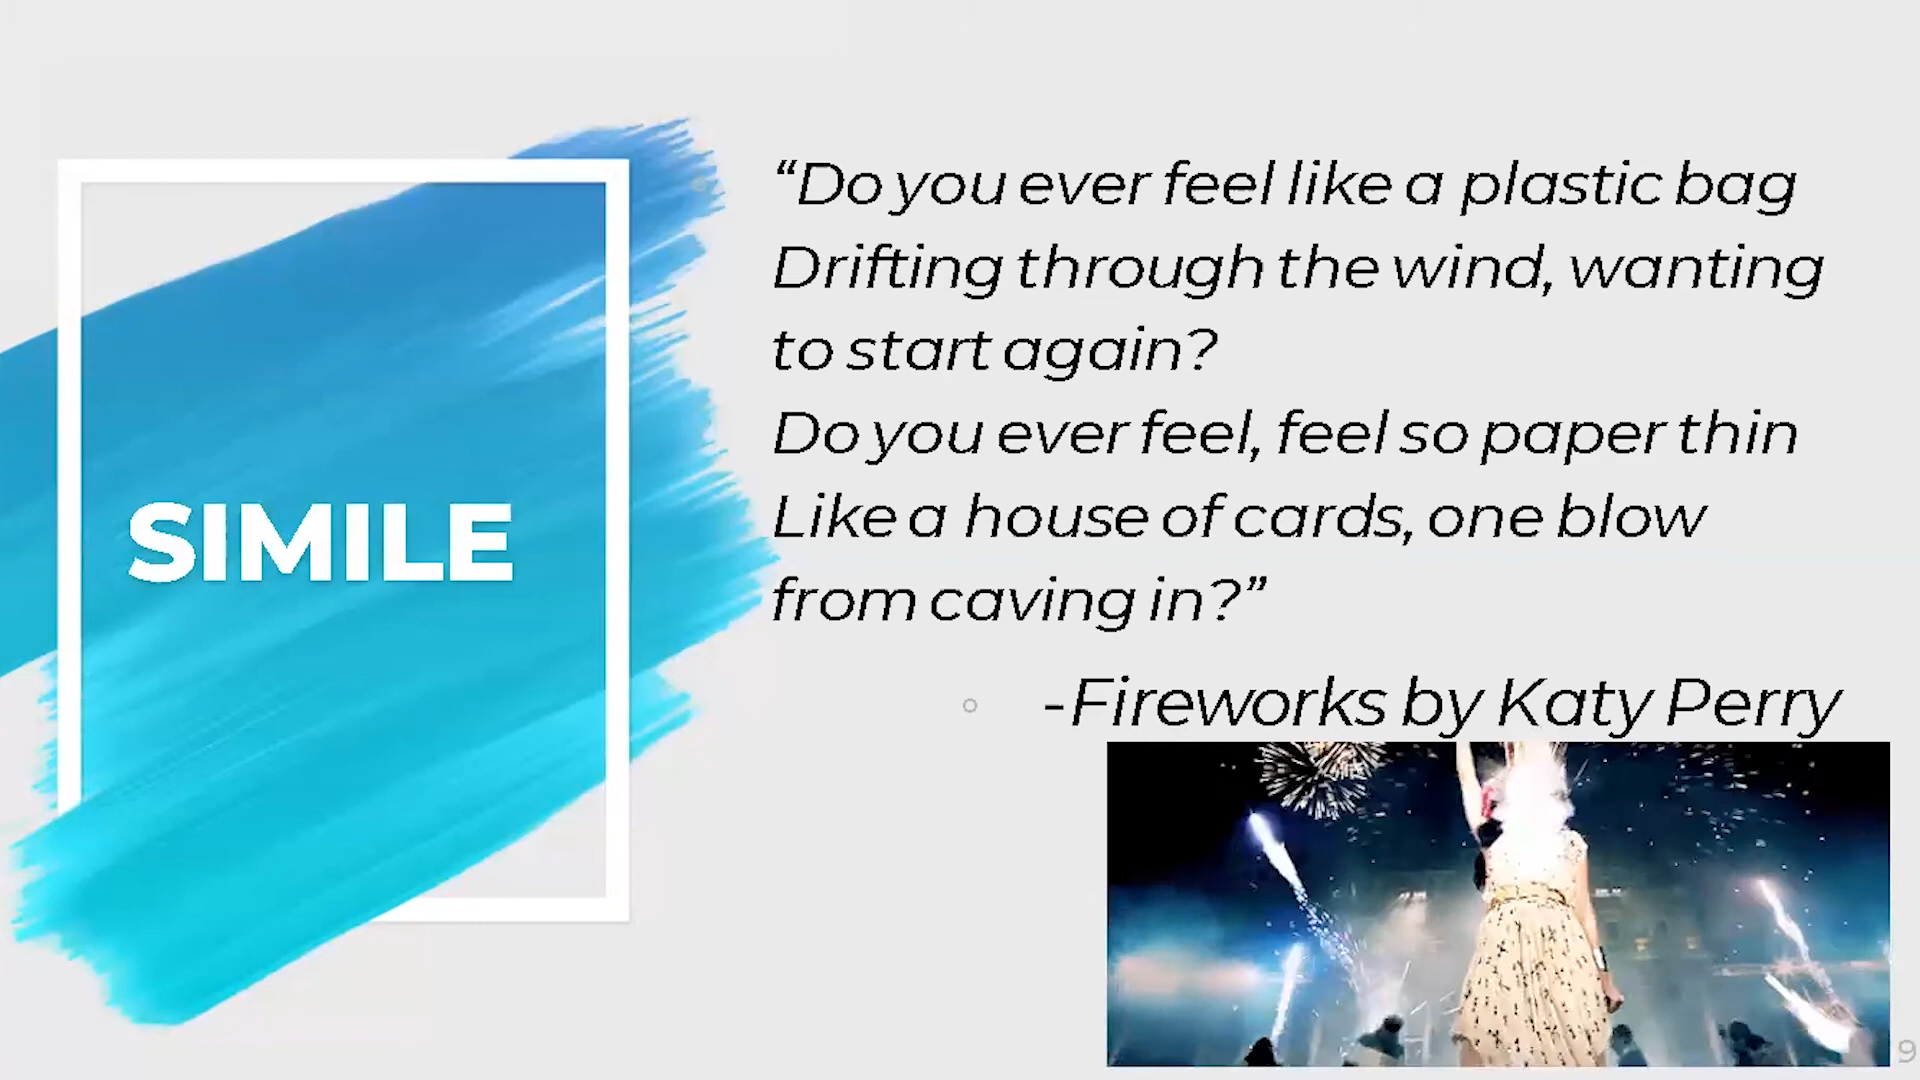 SIMILE
“Do you ever feel like a plastic bag
Drifting through the wind, wanting
to start again?
Do you ever feel, feel so paper thin
Like a house of cards, one blow
from caving in?”
-Fireworks by Katy Perry
9